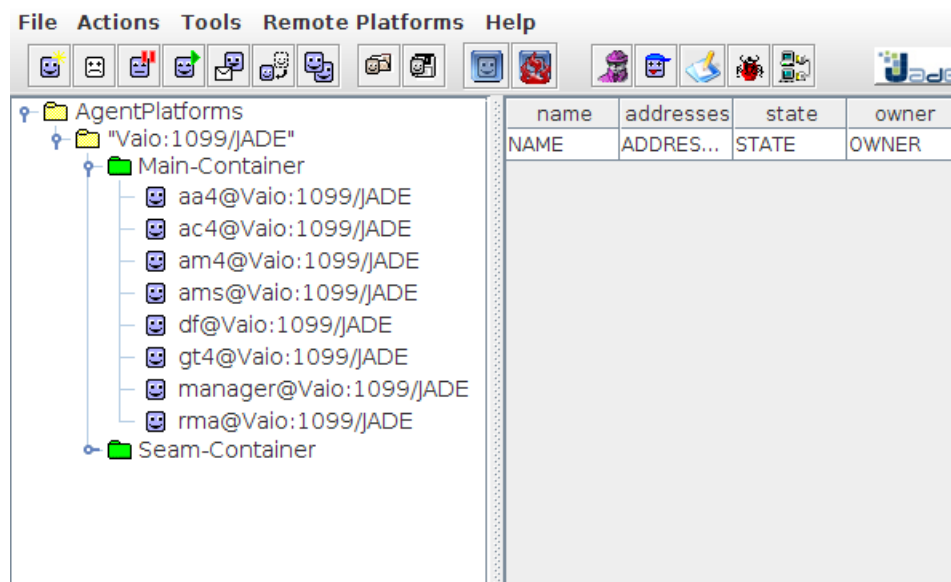 File Actions Tools Remote Platforms Help
Jade
AgentPlatforms
"Vaio:1099/JADE"
Main-Container
aa4@Vaio:1099/JADE
ac4@Vaio:1099/JADE
am4@Vaio:1099/JADE
ams@Vaio:1099/JADE
df@Vaio:1099/JADE
gt4@Vaio:1099/JADE
manager@Vaio:1099/JADE
rma@Vaio:1099/JADE
Seam-Container
name addresses state owner
NAME ADDRES... STATE OWNER